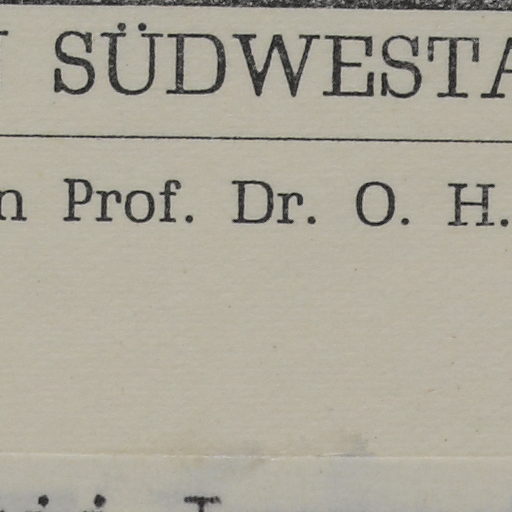 SÜDWESTA
n Prof. Dr. O. H.